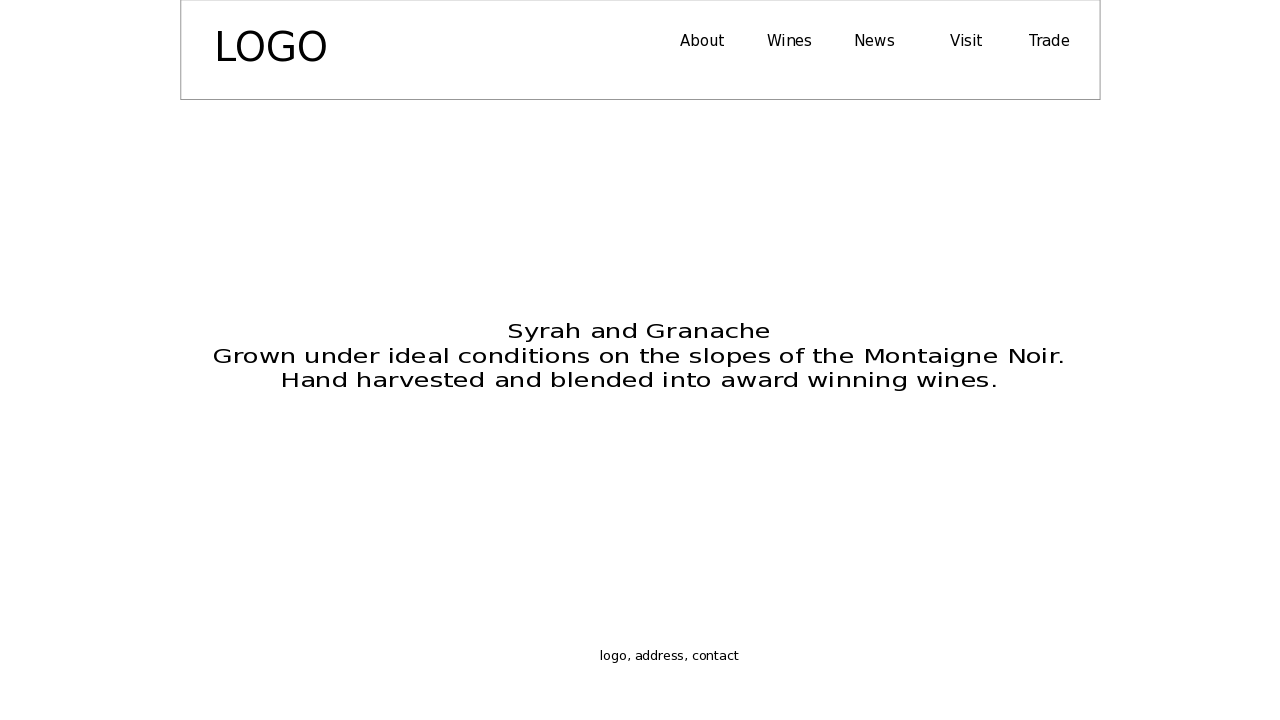 LOGO
About Wines News Visit Trade
Syrah and Granache
Grown under ideal conditions on the slopes of the Montaigne Noir.
Hand harvested and blended into award winning wines.
logo, address, contact